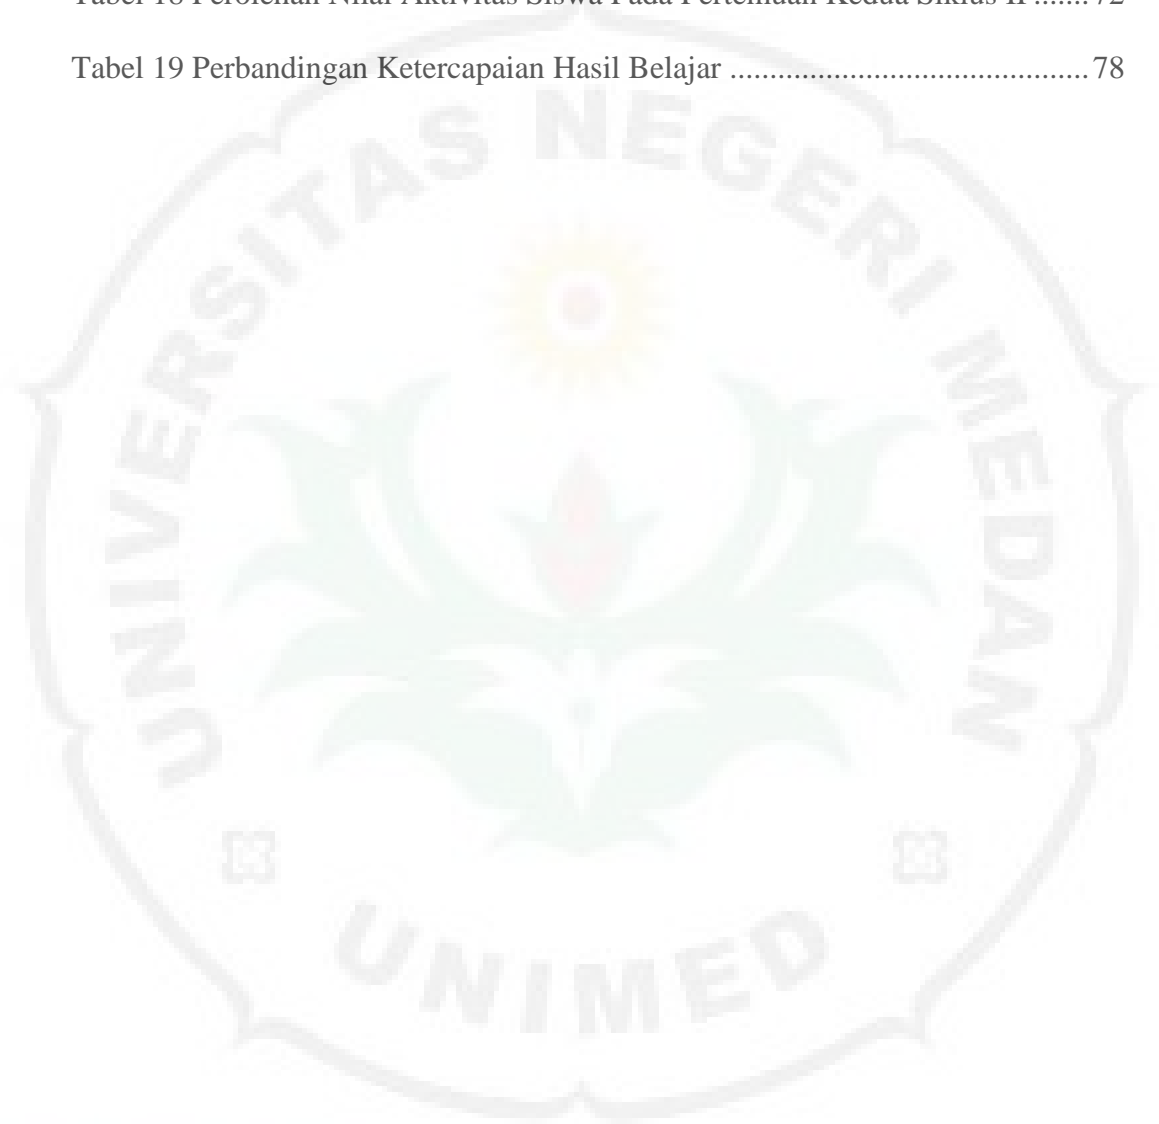 Tabel 18 Perolehan Nilai Aktivitas Siswa Pada Pertemuan Kedua Siklus II ....... 72
Tabel 19 Perbandingan Ketercapaian Hasil Belajar ............................................. 78
UNIVERSITAS NEGERI MEDAN
UNIMED